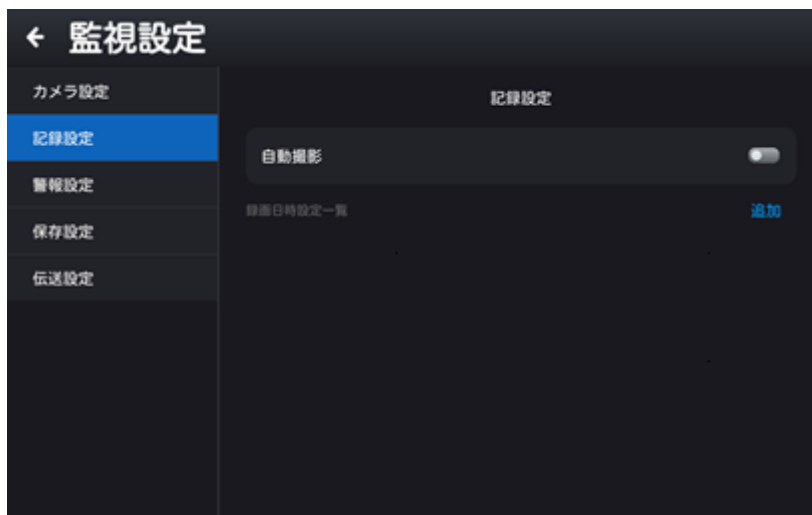 監視設定
カメラ設定
記録設定
警報設定
保存設定
伝送設定
記録設定
自動撮影
録画日時設定一覧
追加